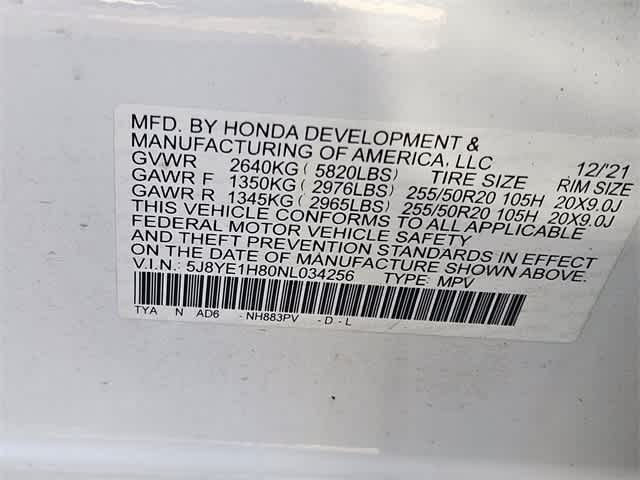 MFD. BY HONDA DEVELOPMENT &
MANUFACTURING OF AMERICA, LLC 12/'21
GVWR 2640KG ( 5820LBS) TIRE SIZE RIM SIZE
GAWR F 1350KG ( 2976LBS) 255/50R20 105H 20X9.0J
GAWR R 1345KG ( 2965LBS) 255/50R20 105H 20X9.0J
THIS VEHICLE CONFORMS TO ALL APPLICABLE
FEDERAL MOTOR VEHICLE SAFETY
AND THEFT PREVENTION STANDARDS IN EFFECT
ON THE DATE OF MANUFACTURE SHOWN ABOVE.
V.I.N.: 5J8YE1H80NL034256 TYPE: MPV
TYA N AD6 - NH883PV - D - L